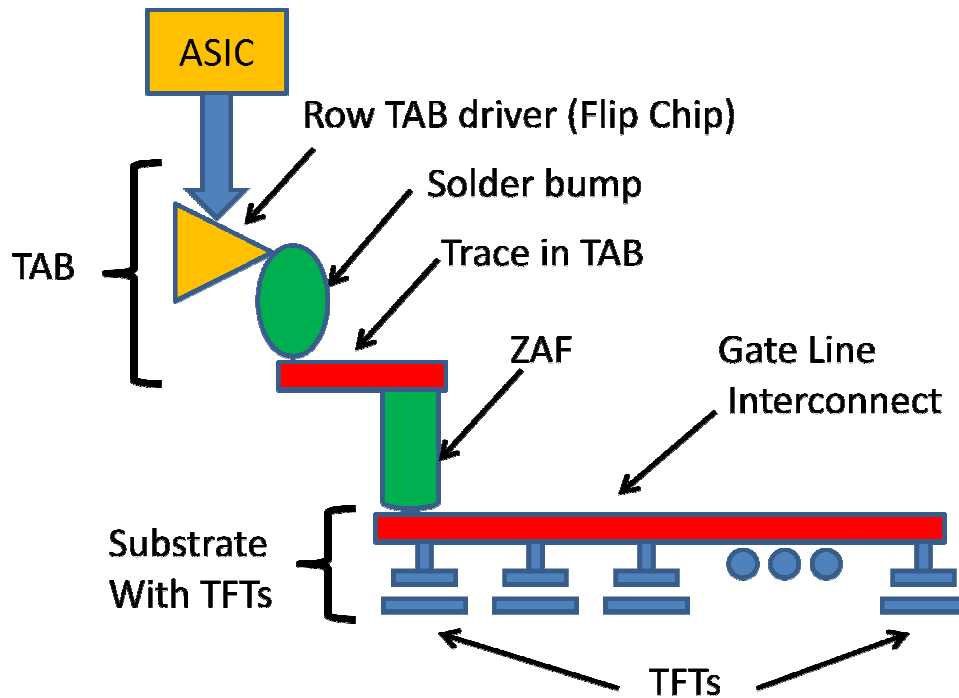 ASIC
Row TAB driver (Flip Chip)
Solder bump
Trace in TAB
TAB
ZAF
Gate Line
Interconnect
Substrate
With TFTs
TFTs